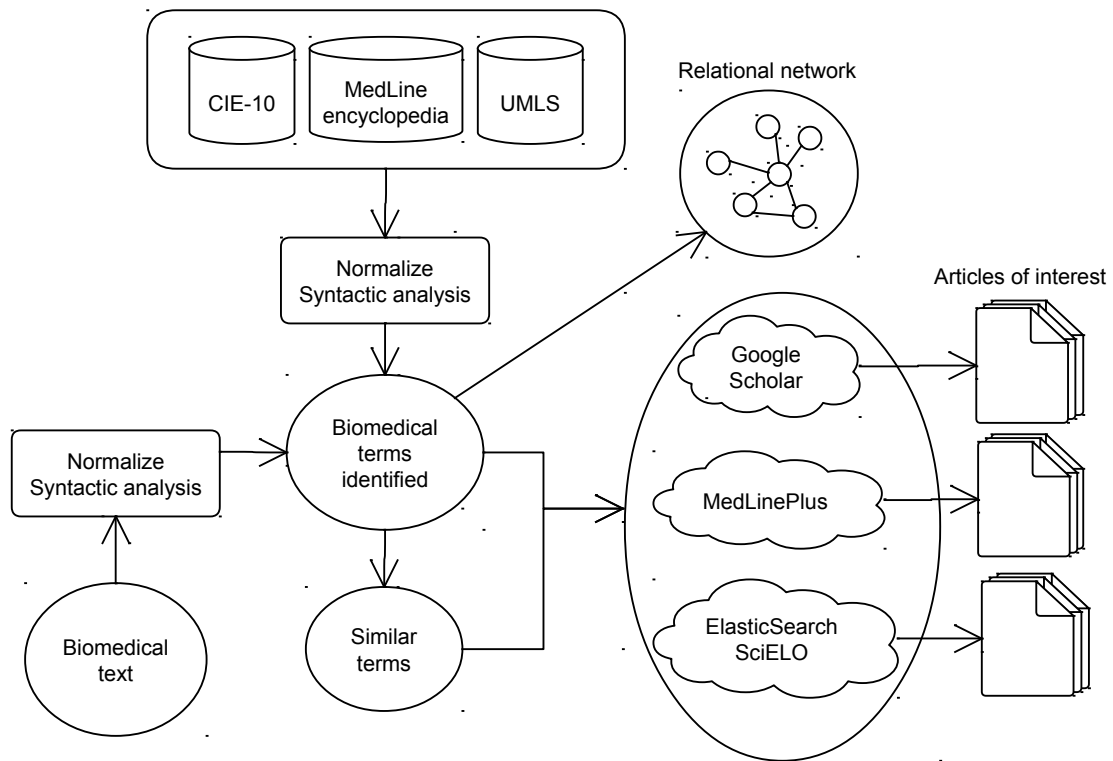 CIE-10
MedLine
encyclopedia
UMLS
Relational network
Normalize
Syntactic analysis
Articles of interest
Google
Scholar
Biomedical
terms
identified
Normalize
Syntactic analysis
MedLinePlus
Biomedical
text
Similar
terms
ElasticSearch
SciELO